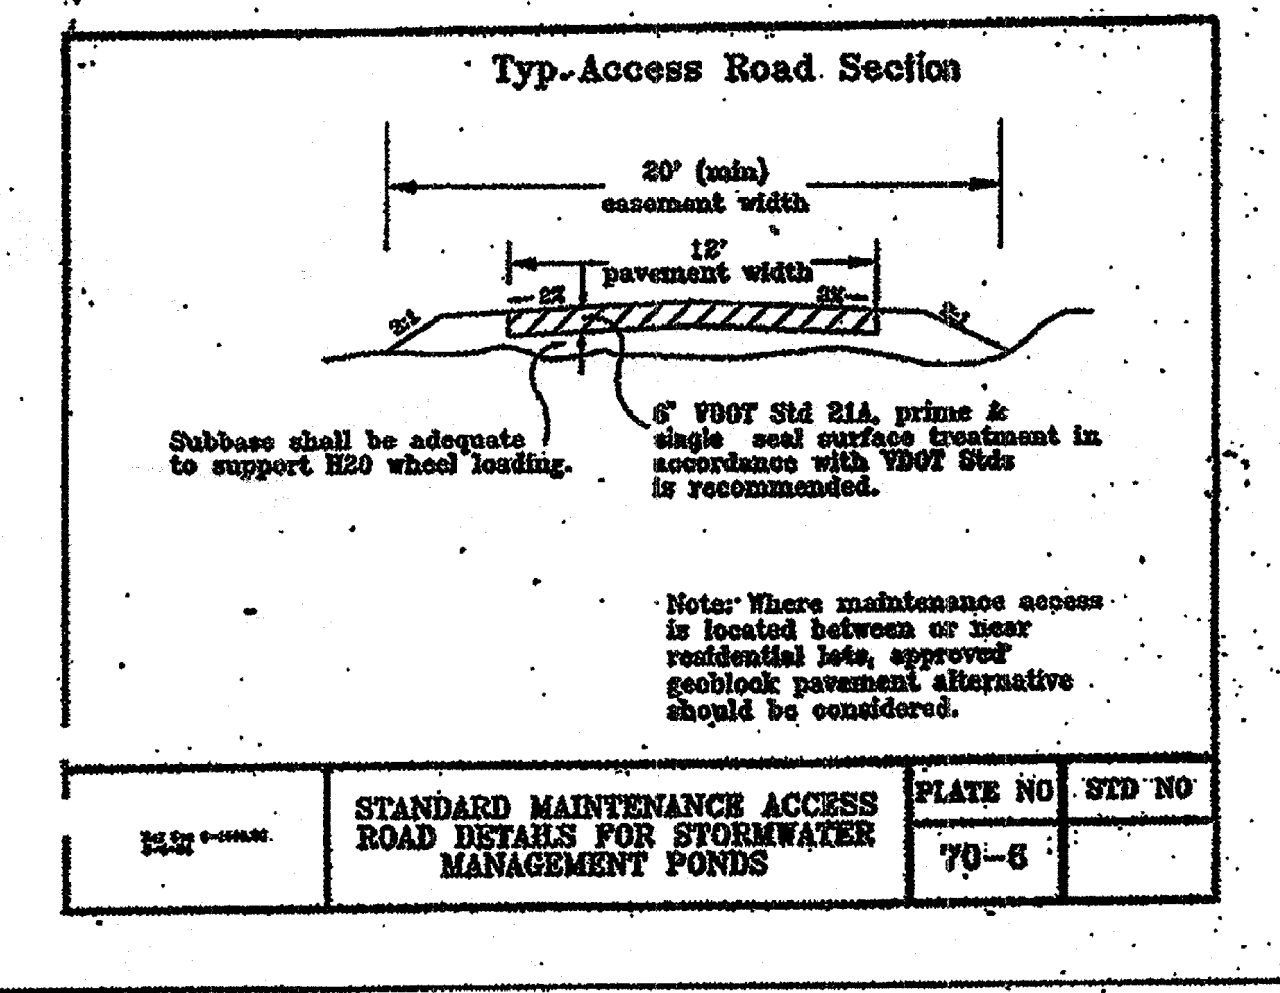 Typ. Access Road Section
20' (min)
easement width
12'
pavement width
2%
2%
2:1
2:1
Subbase shall be adequate
to support H20 wheel loading.
6" VDOT Std 21A, prime &
single seal surface treatment in
accordance with VDOT Stds
is recommended.
Note: Where maintenance access
is located between or near
residential lots, approved
geoblock pavement alternative
should be considered.
STANDARD MAINTENANCE ACCESS
ROAD DETAILS FOR STORMWATER
MANAGEMENT PONDS
PLATE NO
STD NO
70-6